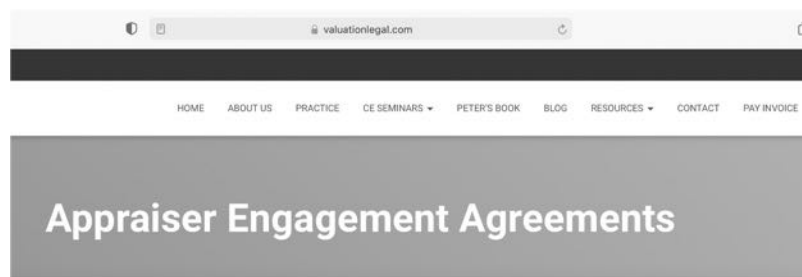 valuationlegal.com
HOME ABOUT US PRACTICE CE SEMINARS PETER'S BOOK BLOG RESOURCES CONTACT PAY INVOICE
Appraiser Engagement Agreements